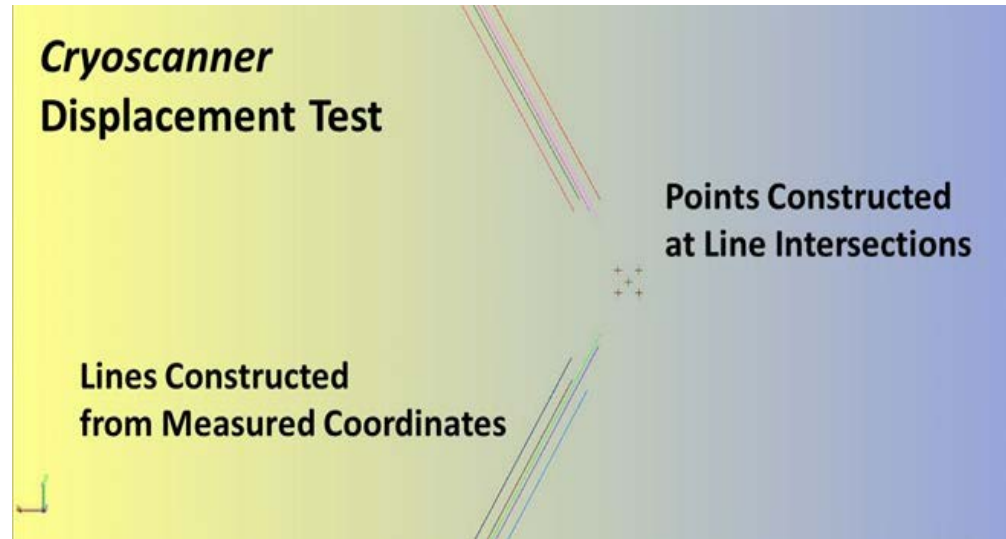 Cryoscanner
Displacement Test
Points Constructed
at Line Intersections
Lines Constructed
from Measured Coordinates